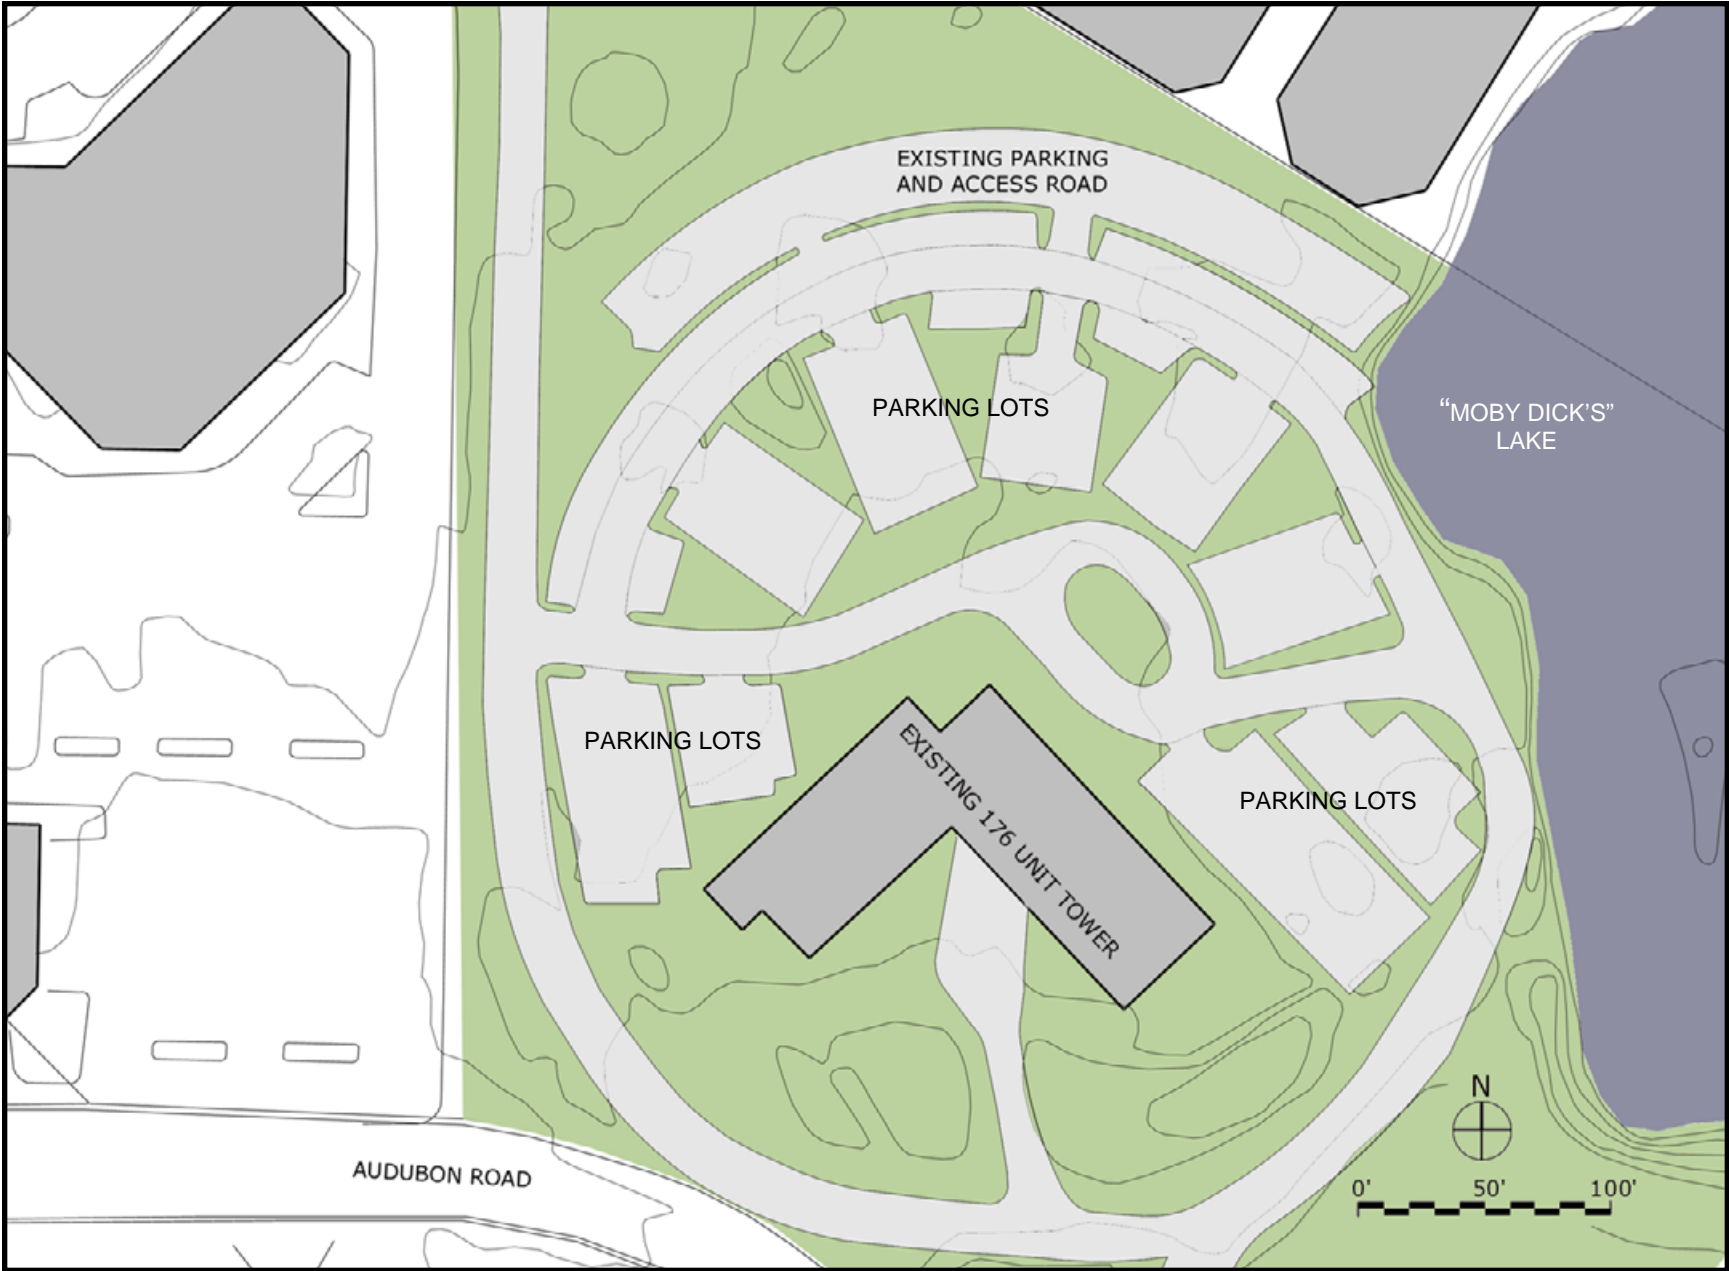 EXISTING PARKING
AND ACCESS ROAD
PARKING LOTS
“MOBY DICK'S”
LAKE
PARKING LOTS
EXISTING 176 UNIT TOWER
PARKING LOTS
AUDUBON ROAD
N
0' 50' 100'